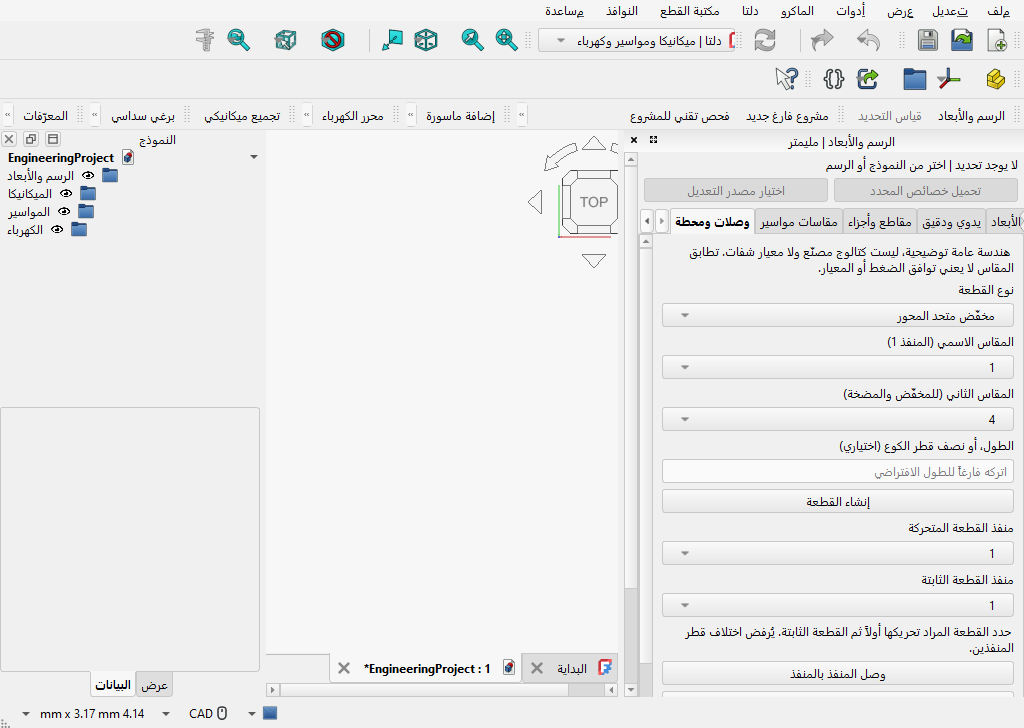 ملف تعديل عرض أدوات الماكرو دلتا مكتبة القطع النوافذ مساعدة
دلتا | ميكانيكا ومواسير وكهرباء
الرسم والأبعاد قياس التحديد فحص تقني للمشروع مشروع فارغ جديد إضافة ماسورة محرر الكهرباء تجميع ميكانيكي برغي سداسي المعرّفات
الرسم والأبعاد | مليمتر
لا يوجد تحديد | اختر من النموذج أو الرسم
تحميل خصائص المحدد
اختيار مصدر التعديل
الأبعاد يدوي ودقيق مقاطع وأجزاء مقاسات مواسير وصلات ومحطة
هندسة عامة توضيحية، ليست كتالوج مصنّع ولا معيار شفات. تطابق
المقاس لا يعني توافق الضغط أو المعيار.
نوع القطعة
مخفّض متحد المحور
المقاس الاسمي (المنفذ 1)
1
المقاس الثاني (للمخفّض والمضخة)
4
الطول، أو نصف قطر الكوع (اختياري)
اتركه فارغاً للطول الافتراضي
إنشاء القطعة
منفذ القطعة المتحركة
1
منفذ القطعة الثابتة
1
حدد القطعة المراد تحريكها أولاً ثم القطعة الثابتة. يُرفض اختلاف قطر
المنفذين.
وصل المنفذ بالمنفذ
TOP
البداية
EngineeringProject : 1*
النموذج
EngineeringProject
الرسم والأبعاد
الميكانيكا
المواسير
الكهرباء
عرض
البيانات
CAD
mm x 3.17 mm 4.14